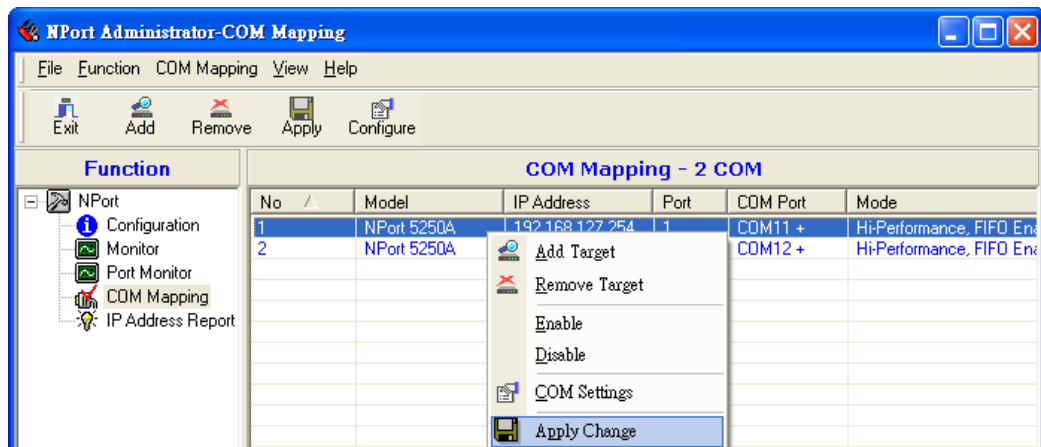 NPort Administrator-COM Mapping
File Function COM Mapping View Help
Exit Add Remove Apply Configure
Function
COM Mapping - 2 COM
NPort
Configuration
Monitor
Port Monitor
COM Mapping
IP Address Report
No Model IP Address Port COM Port Mode
1 NPort 5250A 192.168.127.254 1 COM11 + Hi-Performance, FIFO Ena
2 NPort 5250A COM12 + Hi-Performance, FIFO Ena
Add Target
Remove Target
Enable
Disable
COM Settings
Apply Change